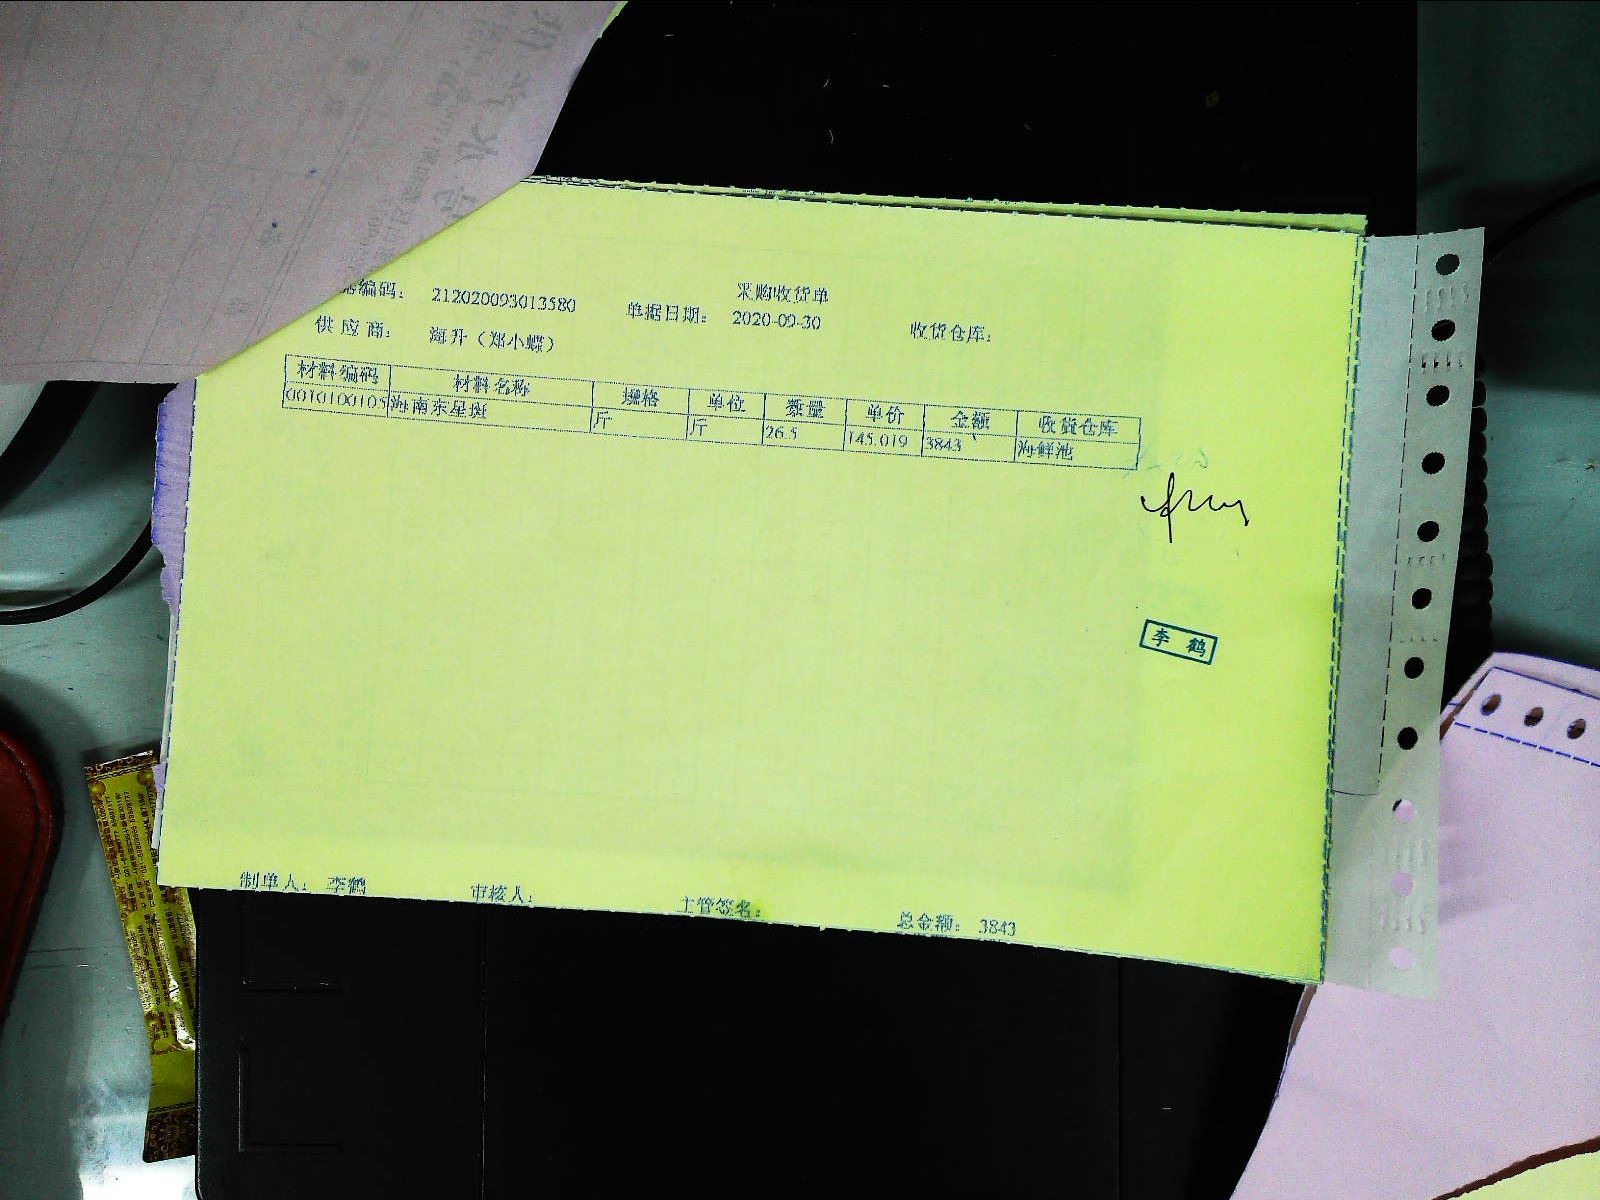 采购收货单
编码： 212020093013580 单据日期： 2020-09-30 收货仓库：
供应商： 海升（郑小蝶）
材料编码 材料名称 规格 单位 数量 单价 金额 收货仓库
0010100105 海南东星斑 斤 斤 26.5 145.019 3843 海鲜池
李鹤
制单人： 李鹤 审核人： 主管签名： 总金额： 3843